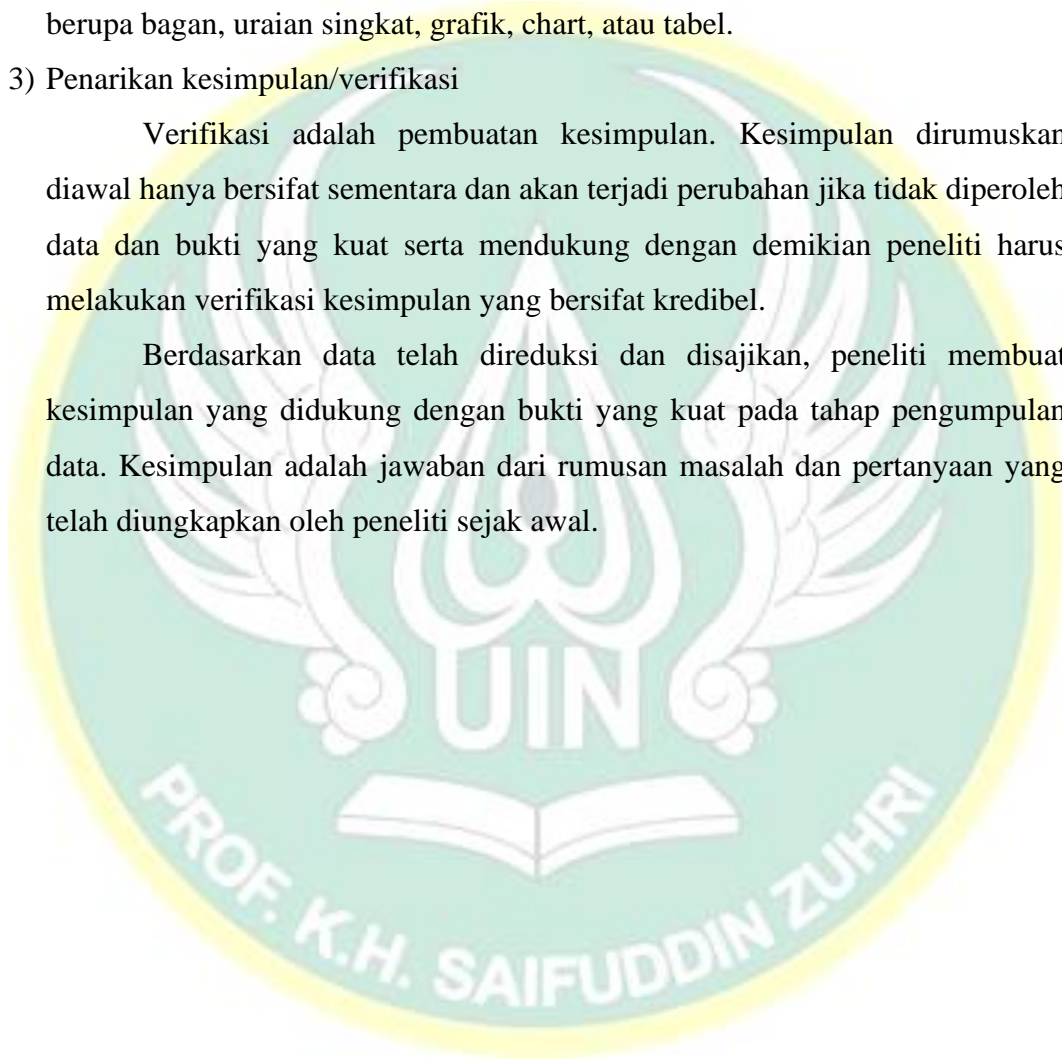 berupa bagan, uraian singkat, grafik, chart, atau tabel.
3) Penarikan kesimpulan/verifikasi
Verifikasi adalah pembuatan kesimpulan. Kesimpulan dirumuskan
diawal hanya bersifat sementara dan akan terjadi perubahan jika tidak diperoleh
data dan bukti yang kuat serta mendukung dengan demikian peneliti harus
melakukan verifikasi kesimpulan yang bersifat kredibel.
Berdasarkan data telah direduksi dan disajikan, peneliti membuat
kesimpulan yang didukung dengan bukti yang kuat pada tahap pengumpulan
data. Kesimpulan adalah jawaban dari rumusan masalah dan pertanyaan yang
telah diungkapkan oleh peneliti sejak awal.
UIN
PROF. K.H. SAIFUDDIN ZUHRI